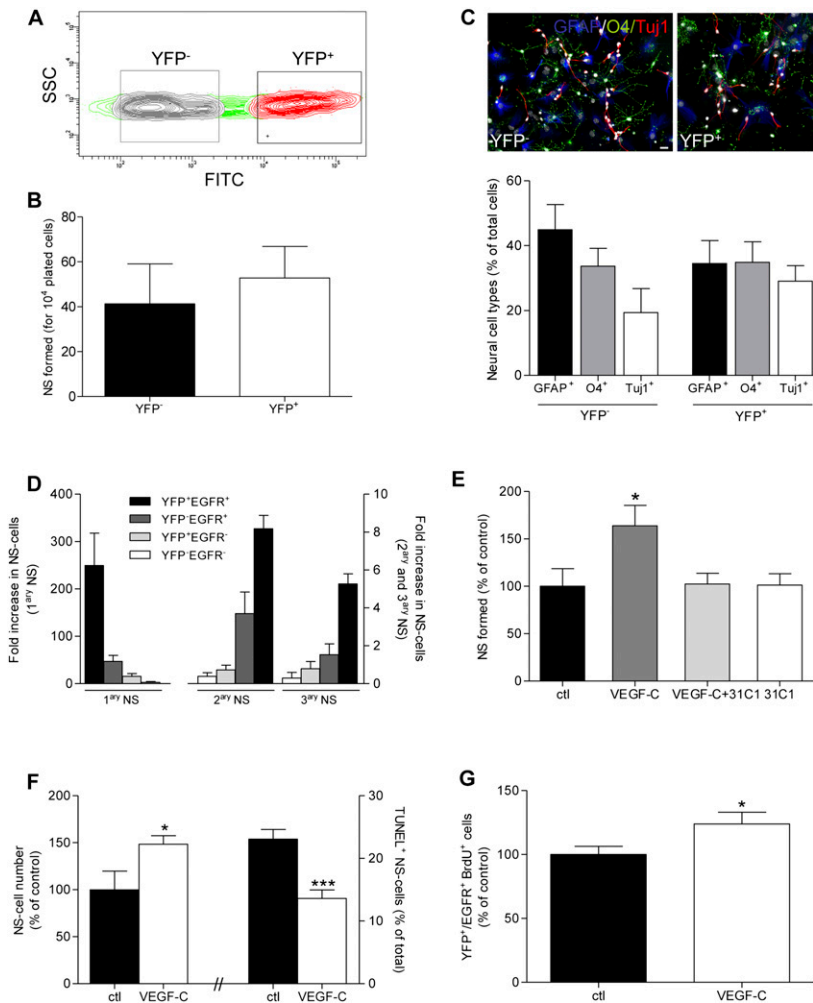 A
YFP-
YFP+
SSC
10²
10³
10⁴
10⁵
FITC
B
NS formed (for 10⁴ plated cells)
80
60
40
20
0
YFP-
YFP+
C
GFAP/O4/Tuj1
YFP-
YFP+
Neural cell types (% of total cells)
60
40
20
0
GFAP+ O4+ Tuj1+ GFAP+ O4+ Tuj1+
YFP-
YFP+
D
Fold increase in NS-cells
(1ary NS)
400
300
200
100
0
YFP+EGFR+
YFP-EGFR+
YFP+EGFR-
YFP-EGFR-
10
8
6
4
2
0
Fold increase in NS-cells
(2ary and 3ary NS)
1ary NS
2ary NS
3ary NS
E
NS formed (% of control)
200
150
100
50
0
*
ctl VEGF-C VEGF-C+31C1 31C1
F
NS-cell number
(% of control)
200
150
100
50
0
*
***
30
20
10
0
TUNEL+ NS-cells (% of total)
ctl VEGF-C // ctl VEGF-C
G
YFP+/EGFR+ BrdU+ cells
(% of control)
150
100
50
0
*
ctl VEGF-C